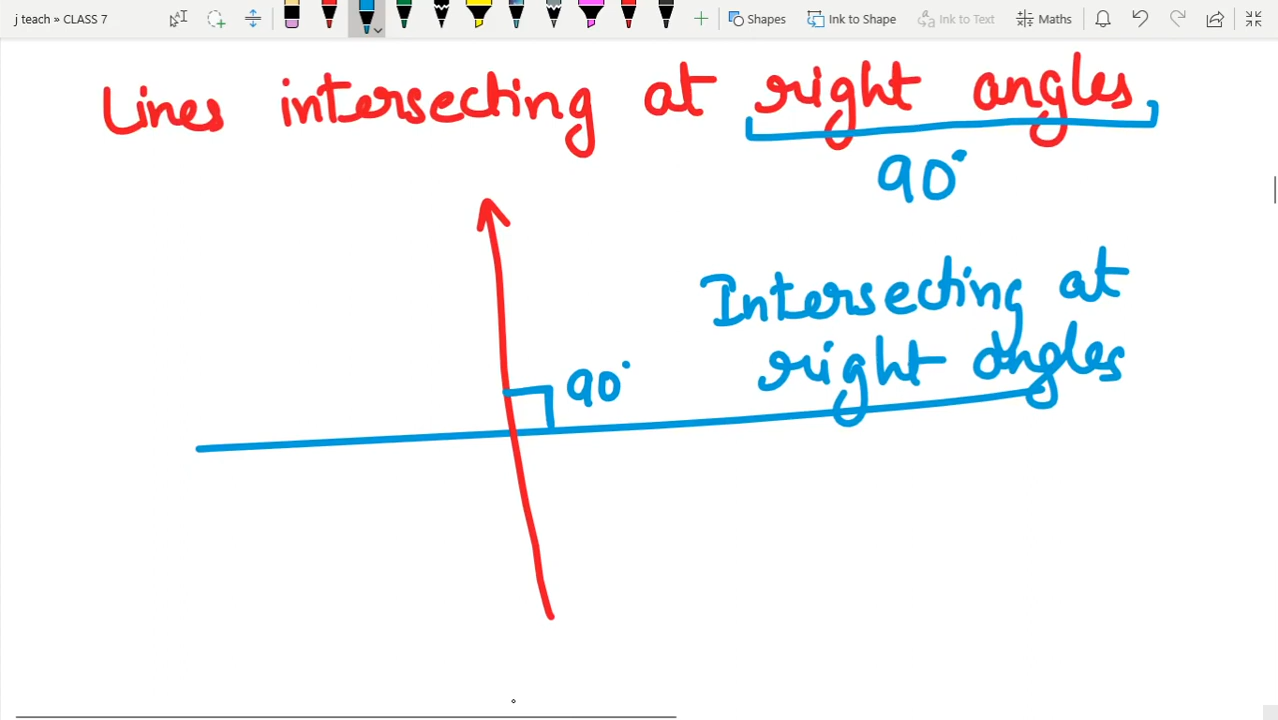 j teach » CLASS 7
Shapes
Ink to Shape
Ink to Text
Maths
Lines intersecting at right angles
90°
Intersecting at
right angles
90°